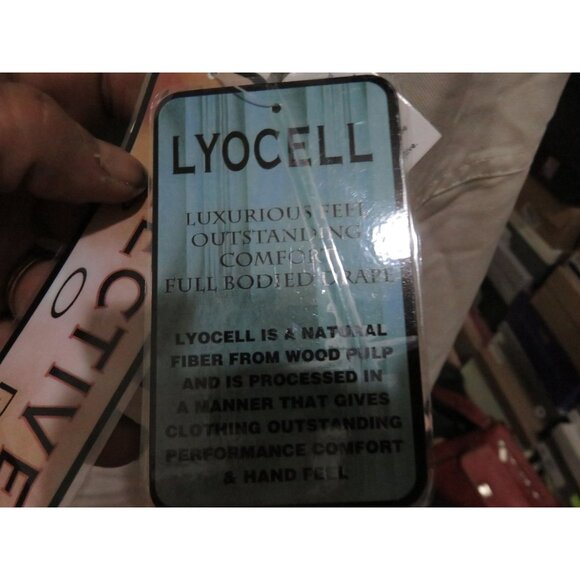 LYOCELL
LUXURIOUS FEEL
OUTSTANDING
COMFORT
FULL BODIED DRAPE
LYOCELL IS A NATURAL
FIBER FROM WOOD PULP
AND IS PROCESSED IN
A MANNER THAT GIVES
CLOTHING OUTSTANDING
PERFORMANCE COMFORT
& HAND FEEL
ECTIVE